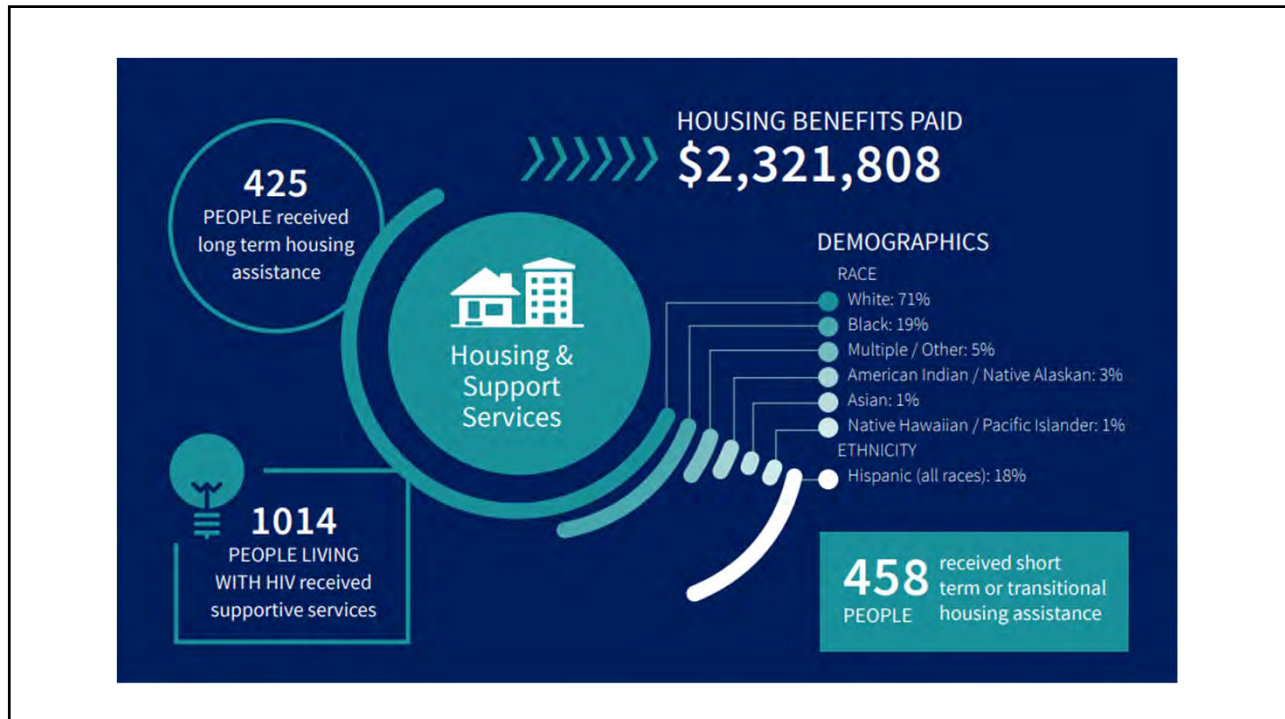 HOUSING BENEFITS PAID
$2,321,808
425
PEOPLE received
long term housing
assistance
Housing &
Support
Services
DEMOGRAPHICS
RACE
White: 71%
Black: 19%
Multiple / Other: 5%
American Indian / Native Alaskan: 3%
Asian: 1%
Native Hawaiian / Pacific Islander: 1%
ETHNICITY
Hispanic (all races): 18%
1014
PEOPLE LIVING
WITH HIV received
supportive services
458
PEOPLE
received short
term or transitional
housing assistance